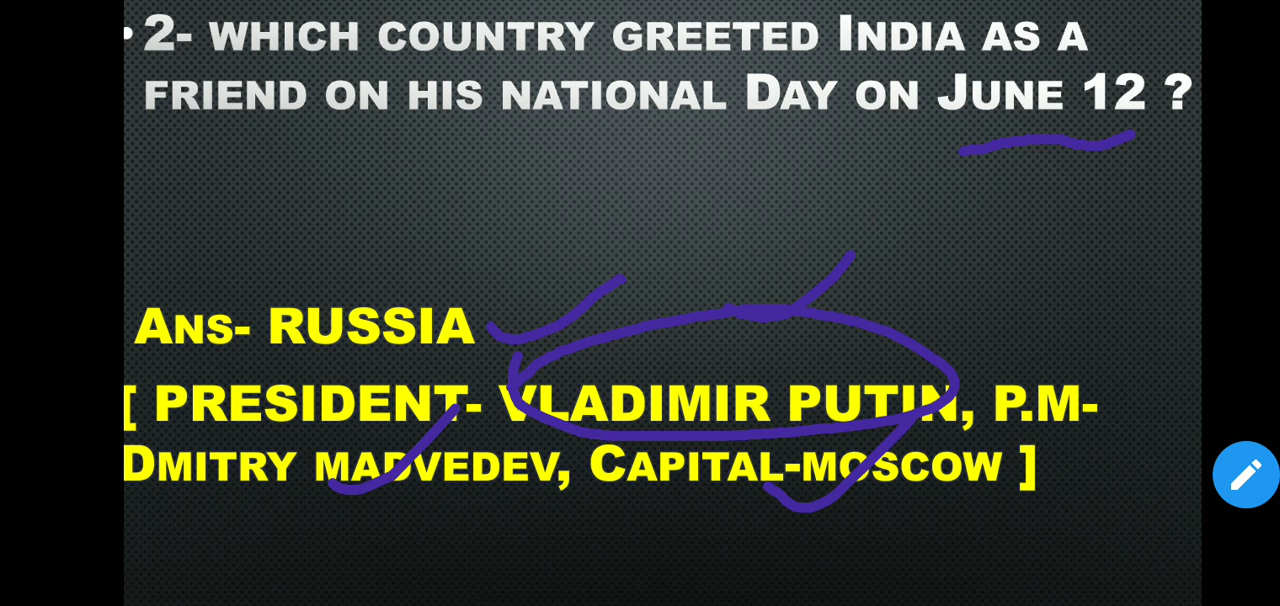 • 2- WHICH COUNTRY GREETED INDIA AS A
FRIEND ON HIS NATIONAL DAY ON JUNE 12 ?
ANS- RUSSIA
[ PRESIDENT- VLADIMIR PUTIN, P.M-
DMITRY MADVEDEV, CAPITAL-MOSCOW ]